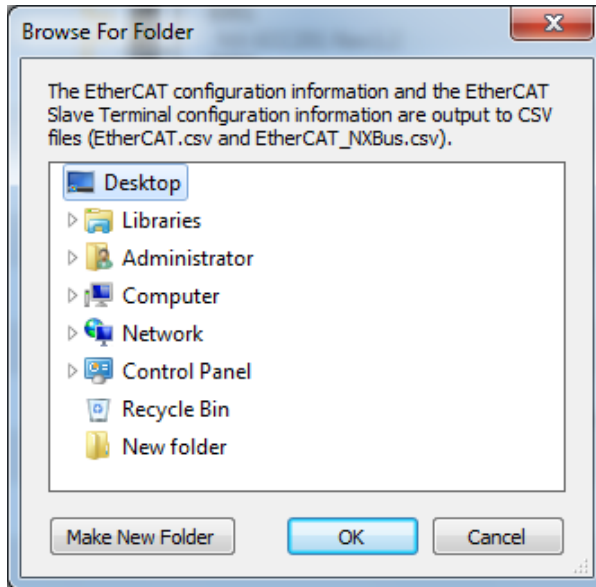 Browse For Folder
The EtherCAT configuration information and the EtherCAT
Slave Terminal configuration information are output to CSV
files (EtherCAT.csv and EtherCAT_NXBus.csv).
Desktop
Libraries
Administrator
Computer
Network
Control Panel
Recycle Bin
New folder
Make New Folder
OK
Cancel